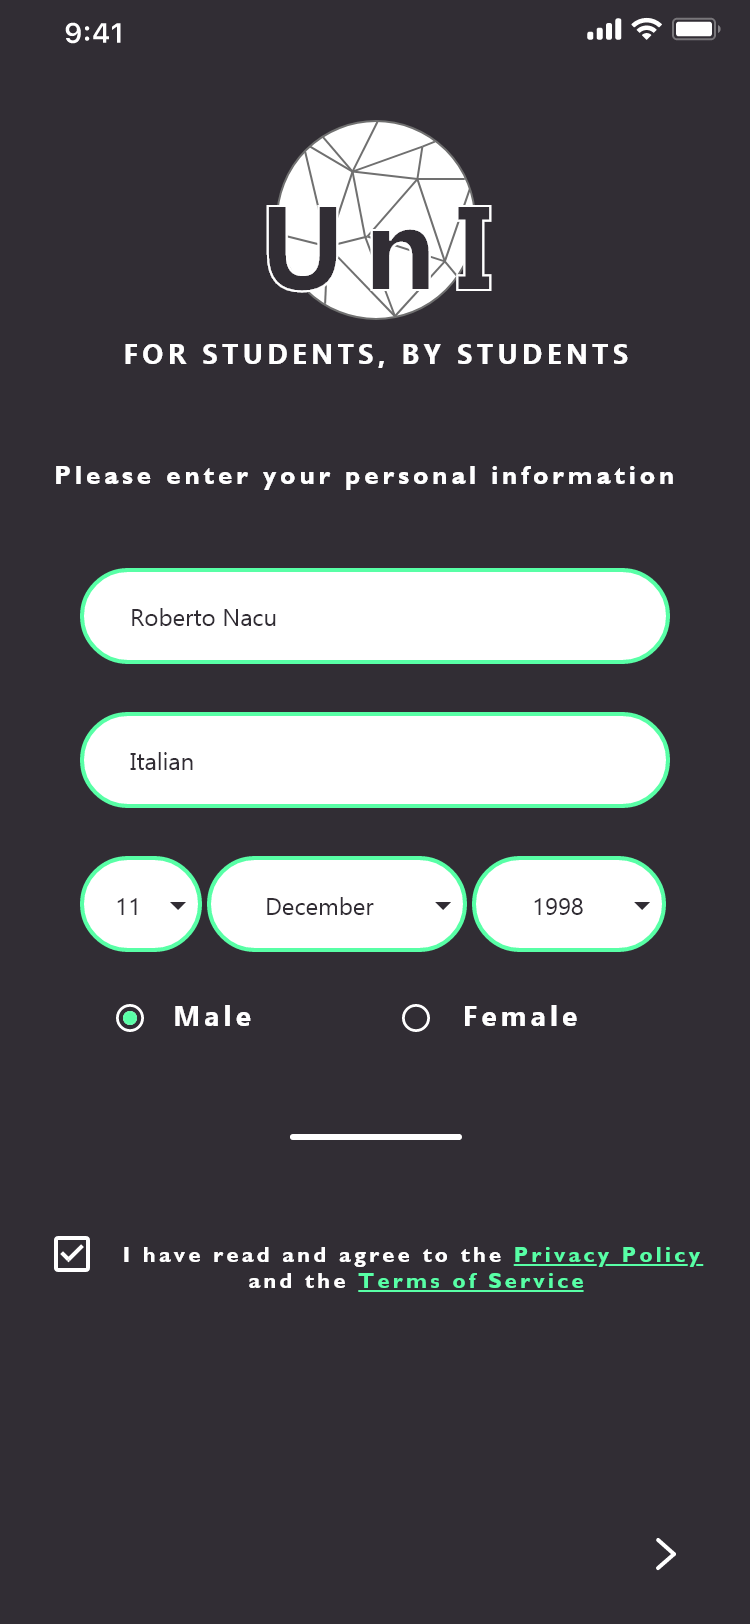 9:41
UnI
FOR STUDENTS, BY STUDENTS
Please enter your personal information
Roberto Nacu
Italian
11 December 1998
Male Female
I have read and agree to the Privacy Policy
and the Terms of Service